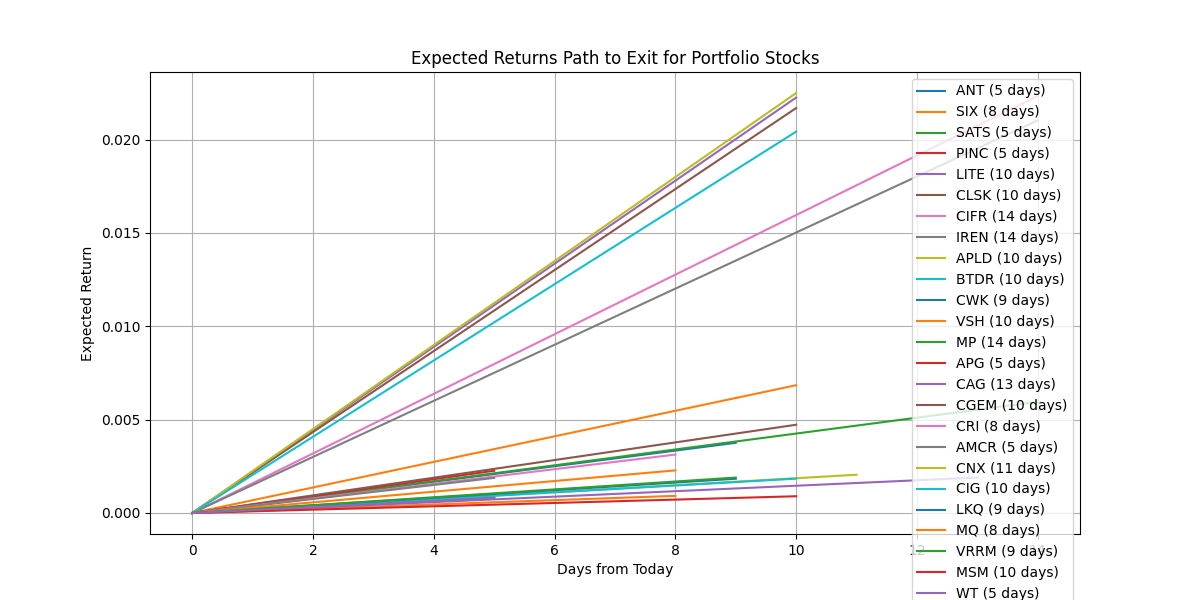 Expected Returns Path to Exit for Portfolio Stocks
Expected Return
0.020
0.015
0.010
0.005
0.000
0
2
4
6
8
10
12
Days from Today
ANT (5 days)
SIX (8 days)
SATS (5 days)
PINC (5 days)
LITE (10 days)
CLSK (10 days)
CIFR (14 days)
IREN (14 days)
APLD (10 days)
BTDR (10 days)
CWK (9 days)
VSH (10 days)
MP (14 days)
APG (5 days)
CAG (13 days)
CGEM (10 days)
CRI (8 days)
AMCR (5 days)
CNX (11 days)
CIG (10 days)
LKQ (9 days)
MQ (8 days)
VRRM (9 days)
MSM (10 days)
WT (5 days)